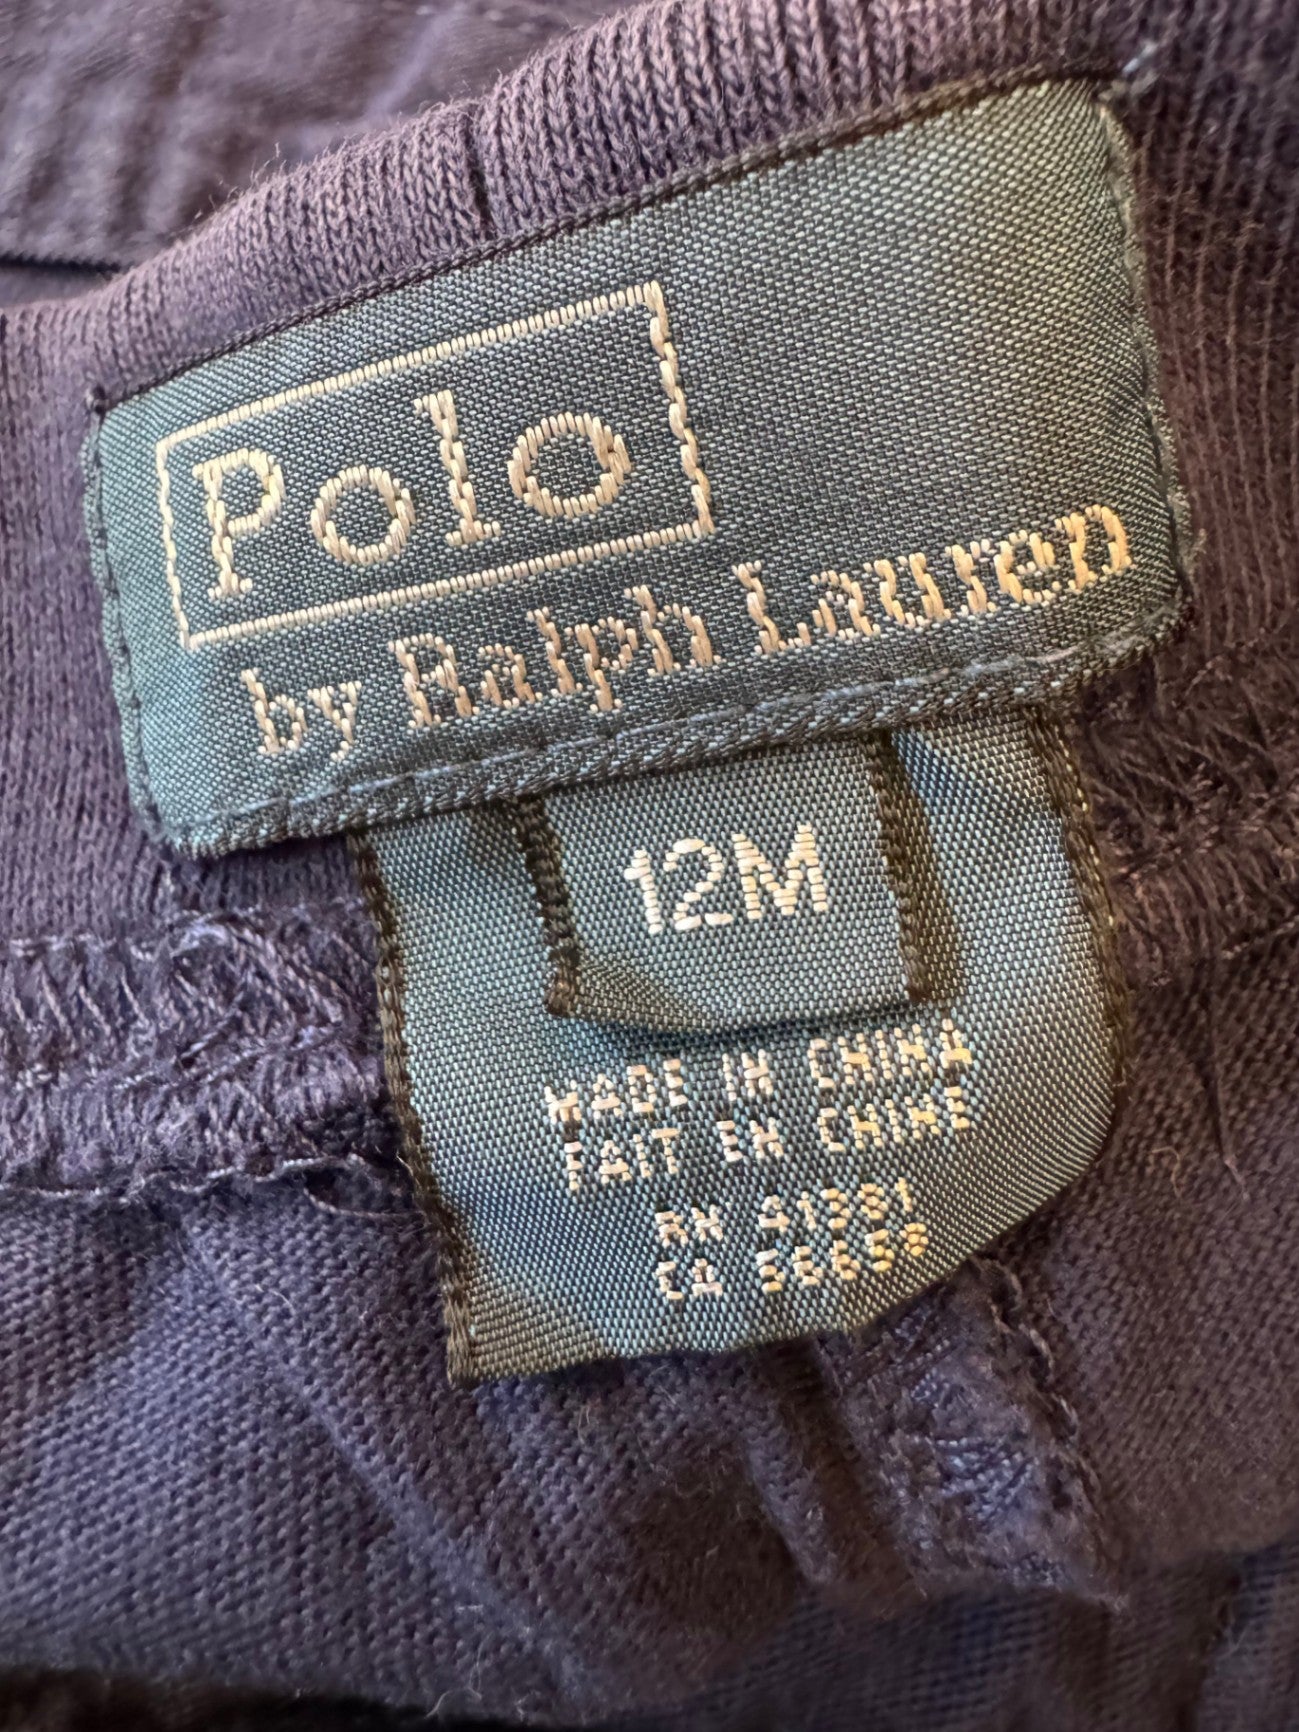 Polo
by Ralph Lauren
12M
MADE IN CHINA
FAIT EN CHINE
RN 41381
CA 56658